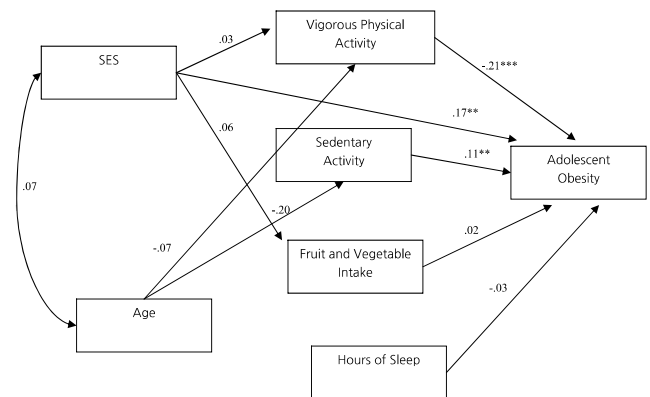 Vigorous Physical
Activity
.03
SES
-.21***
.17**
.06
Sedentary
Activity
.11**
Adolescent
Obesity
.07
-.20
-.07
Fruit and Vegetable
Intake
.02
-.03
Age
Hours of Sleep